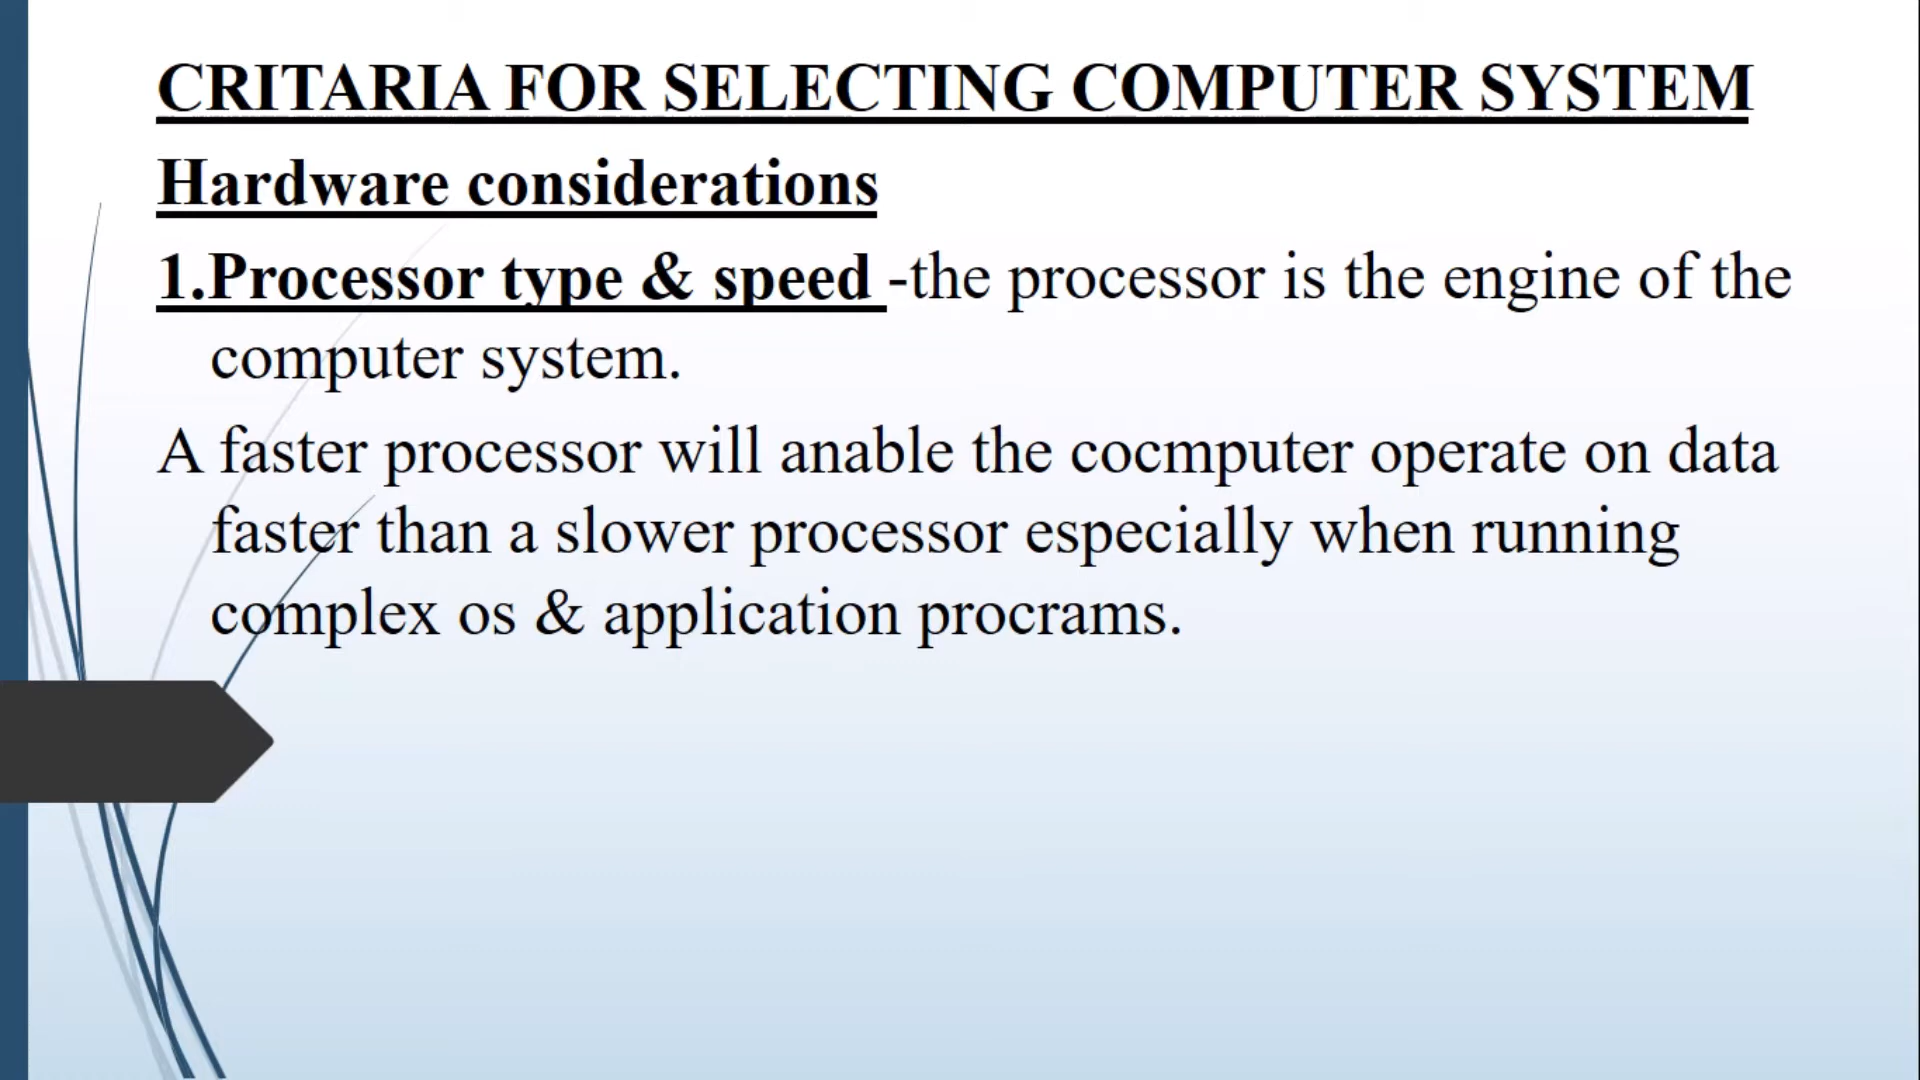 CRITARIA FOR SELECTING COMPUTER SYSTEM
Hardware considerations
1.Processor type & speed -the processor is the engine of the
computer system.
A faster processor will anable the cocmputer operate on data
faster than a slower processor especially when running
complex os & application procrams.